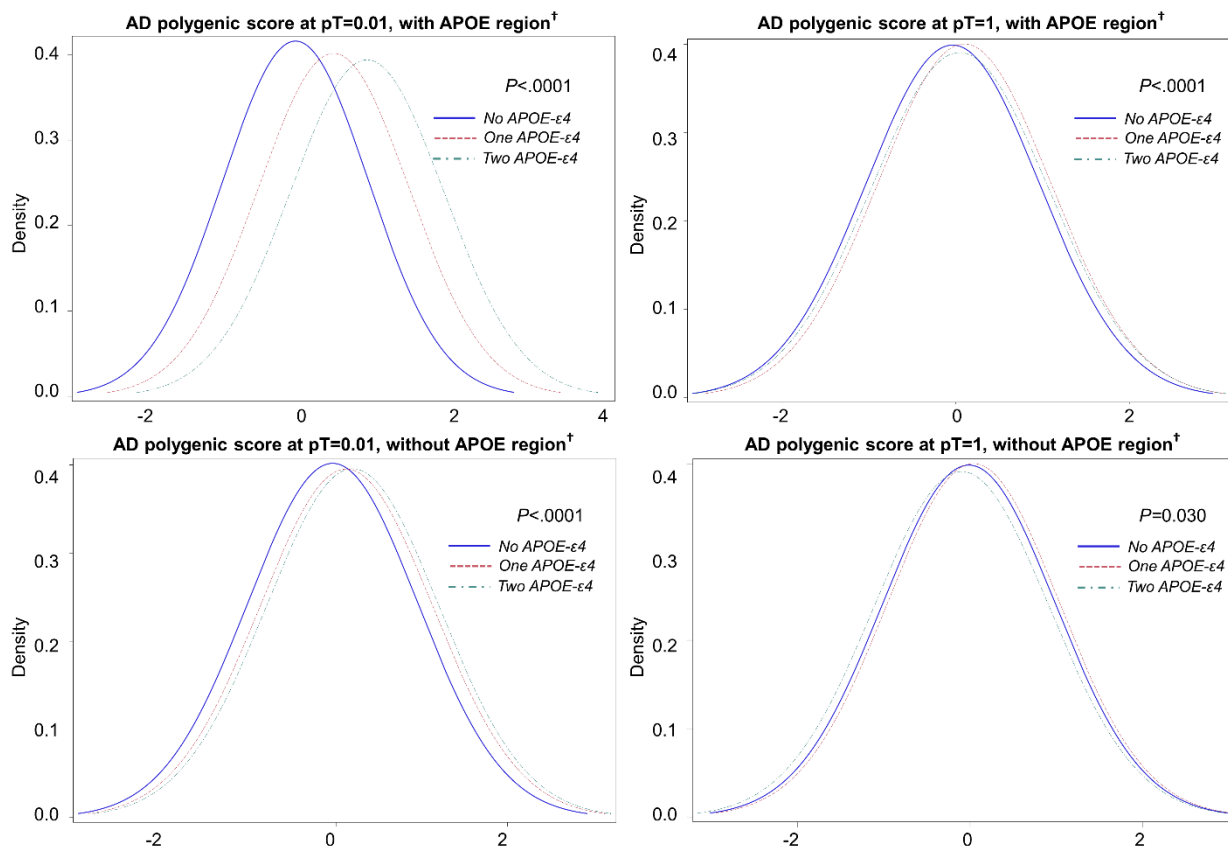 AD polygenic score at pT=0.01, with APOE region†
Density
0.4
0.3
0.2
0.1
0.0
P<.0001
No APOE-ε4
One APOE-ε4
Two APOE-ε4
-2
0
2
4
AD polygenic score at pT=1, with APOE region†
Density
0.4
0.3
0.2
0.1
0.0
P<.0001
No APOE-ε4
One APOE-ε4
Two APOE-ε4
-2
0
2
AD polygenic score at pT=0.01, without APOE region†
Density
0.4
0.3
0.2
0.1
0.0
P<.0001
No APOE-ε4
One APOE-ε4
Two APOE-ε4
-2
0
2
AD polygenic score at pT=1, without APOE region†
Density
0.4
0.3
0.2
0.1
0.0
P=0.030
No APOE-ε4
One APOE-ε4
Two APOE-ε4
-2
0
2